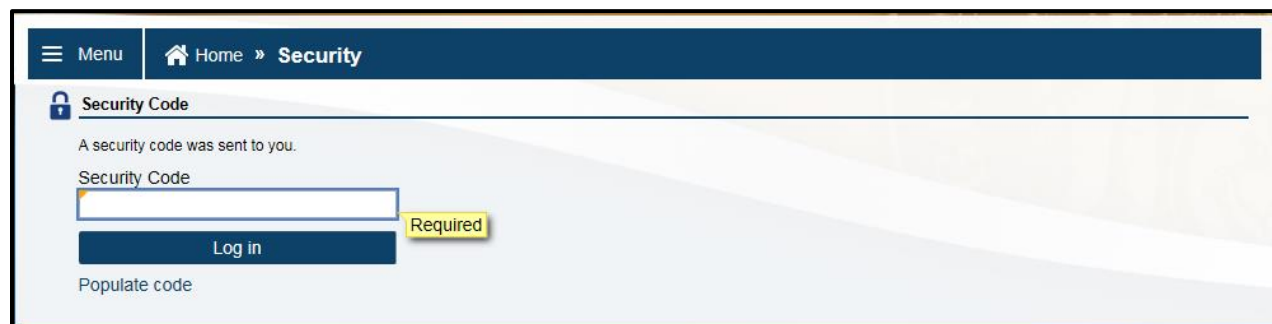 Menu Home » Security
Security Code
A security code was sent to you.
Security Code
Required
Log in
Populate code